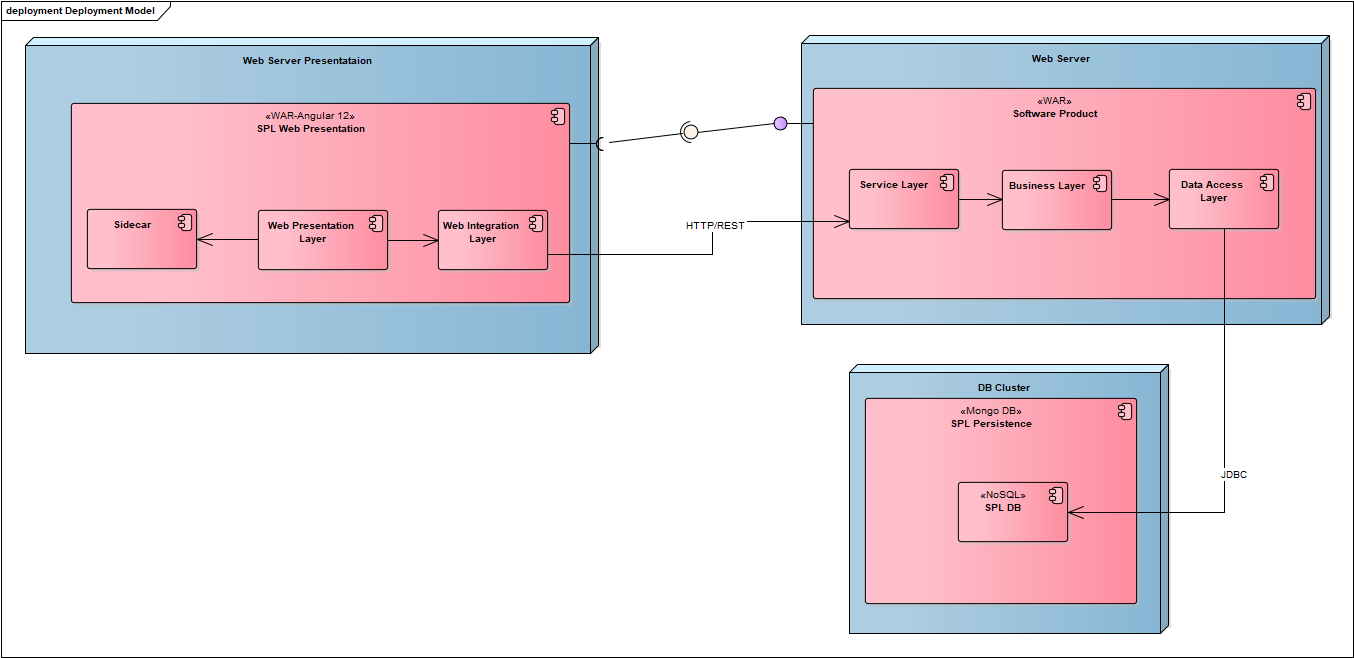 deployment Deployment Model
Web Server Presentataion
«WAR-Angular 12»
SPL Web Presentation
Sidecar
Web Presentation
Layer
Web Integration
Layer
HTTP/REST
Web Server
«WAR»
Software Product
Service Layer
Business Layer
Data Access
Layer
DB Cluster
«Mongo DB»
SPL Persistence
«NoSQL»
SPL DB
JDBC